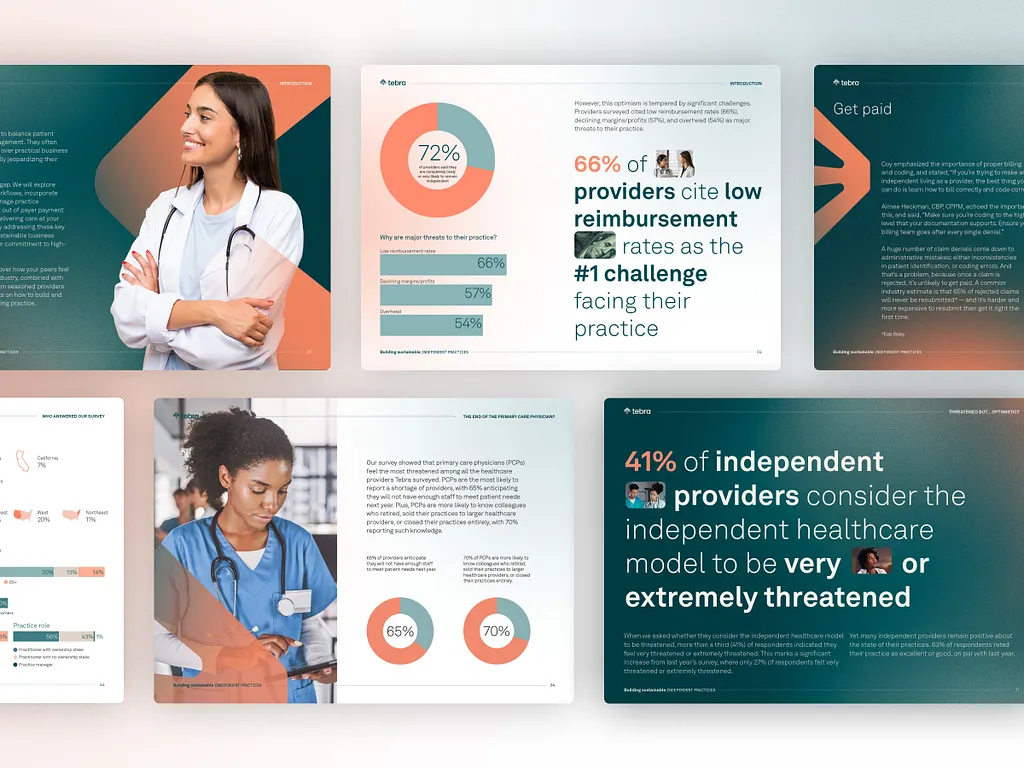 INTRODUCTION
to balance patient
agement. They often
over practical business
lly jeopardizing their
gap. We will explore
rkflows, incorporate
nage practice
out of payer payment
delivering care at your
y addressing these key
stainable business
r commitment to high-
over how your peers feel
ndustry, combined with
om seasoned providers
ts on how to build and
ing practice.
tebra
INTRODUCTION
72%
of providers said they
are completely likely
or very likely to remain
independent
Why are major threats to their practice?
Low reimbursement rates
66%
Declining margins/profits
57%
Overhead
54%
However, this optimism is tempered by significant challenges.
Providers surveyed cited low reimbursement rates (66%),
declining margins/profits (57%), and overhead (54%) as major
threats to their practice.
66% of
providers cite low
reimbursement
rates as the
#1 challenge
facing their
practice
Building sustainable INDEPENDENT PRACTICES
tebra
Get paid
Coy emphasized the importance of proper billing
and coding, and stated, "If you're trying to make an
independent living as a provider, the best thing you
can do is learn how to bill correctly and code corre
Aimee Heckman, CBP, CPPM, echoed the importa
this, and said, "Make sure you're coding to the high
level that your documentation supports. Ensure y
billing team goes after every single denial."
A huge number of claim denials come down to
administrative mistakes: either inconsistencies
in patient identification, or coding errors. And
that's a problem, because once a claim is
rejected, it's unlikely to get paid. A common
industry estimate is that 65% of rejected claims
will never be resubmitted* — and it's harder and
more expensive to resubmit than get it right the
first time.
Building sustainable INDEPENDENT PRACTICES
WHO ANSWERED OUR SURVEY
California
7%
West
20%
Northeast
11%
30%
13%
14%
65+
Practice role
56%
43%
1%
Practitioner with ownership stake
Practitioner with no ownership stake
Practice manager
tebra
THE END OF THE PRIMARY CARE PHYSICIAN?
Our survey showed that primary care physicians (PCPs)
feel the most threatened among all the healthcare
providers Tebra surveyed. PCPs are the most likely to
report a shortage of providers, with 65% anticipating
they will not have enough staff to meet patient needs
next year. Plus, PCPs are more likely to know colleagues
who retired, sold their practices to larger healthcare
providers, or closed their practices entirely, with 70%
reporting such knowledge.
65% of providers anticipate
they will not have enough staff
to meet patient needs next year.
70% of PCPs are more likely to
know colleagues who retired,
sold their practices to larger
healthcare providers, or closed
their practices entirely.
65%
70%
Building sustainable INDEPENDENT PRACTICES
tebra
THREATENED BUT... OPTIMISTIC?
41% of independent
providers consider the
independent healthcare
model to be very or
extremely threatened
When we asked whether they consider the independent healthcare model
to be threatened, more than a third (41%) of respondents indicated they
feel very threatened or extremely threatened. This marks a significant
increase from last year's survey, where only 27% of respondents felt very
threatened or extremely threatened.
Yet many independent providers remain positive about
the state of their practices. 63% of respondents rated
their practice as excellent or good, on par with last year.
Building sustainable INDEPENDENT PRACTICES